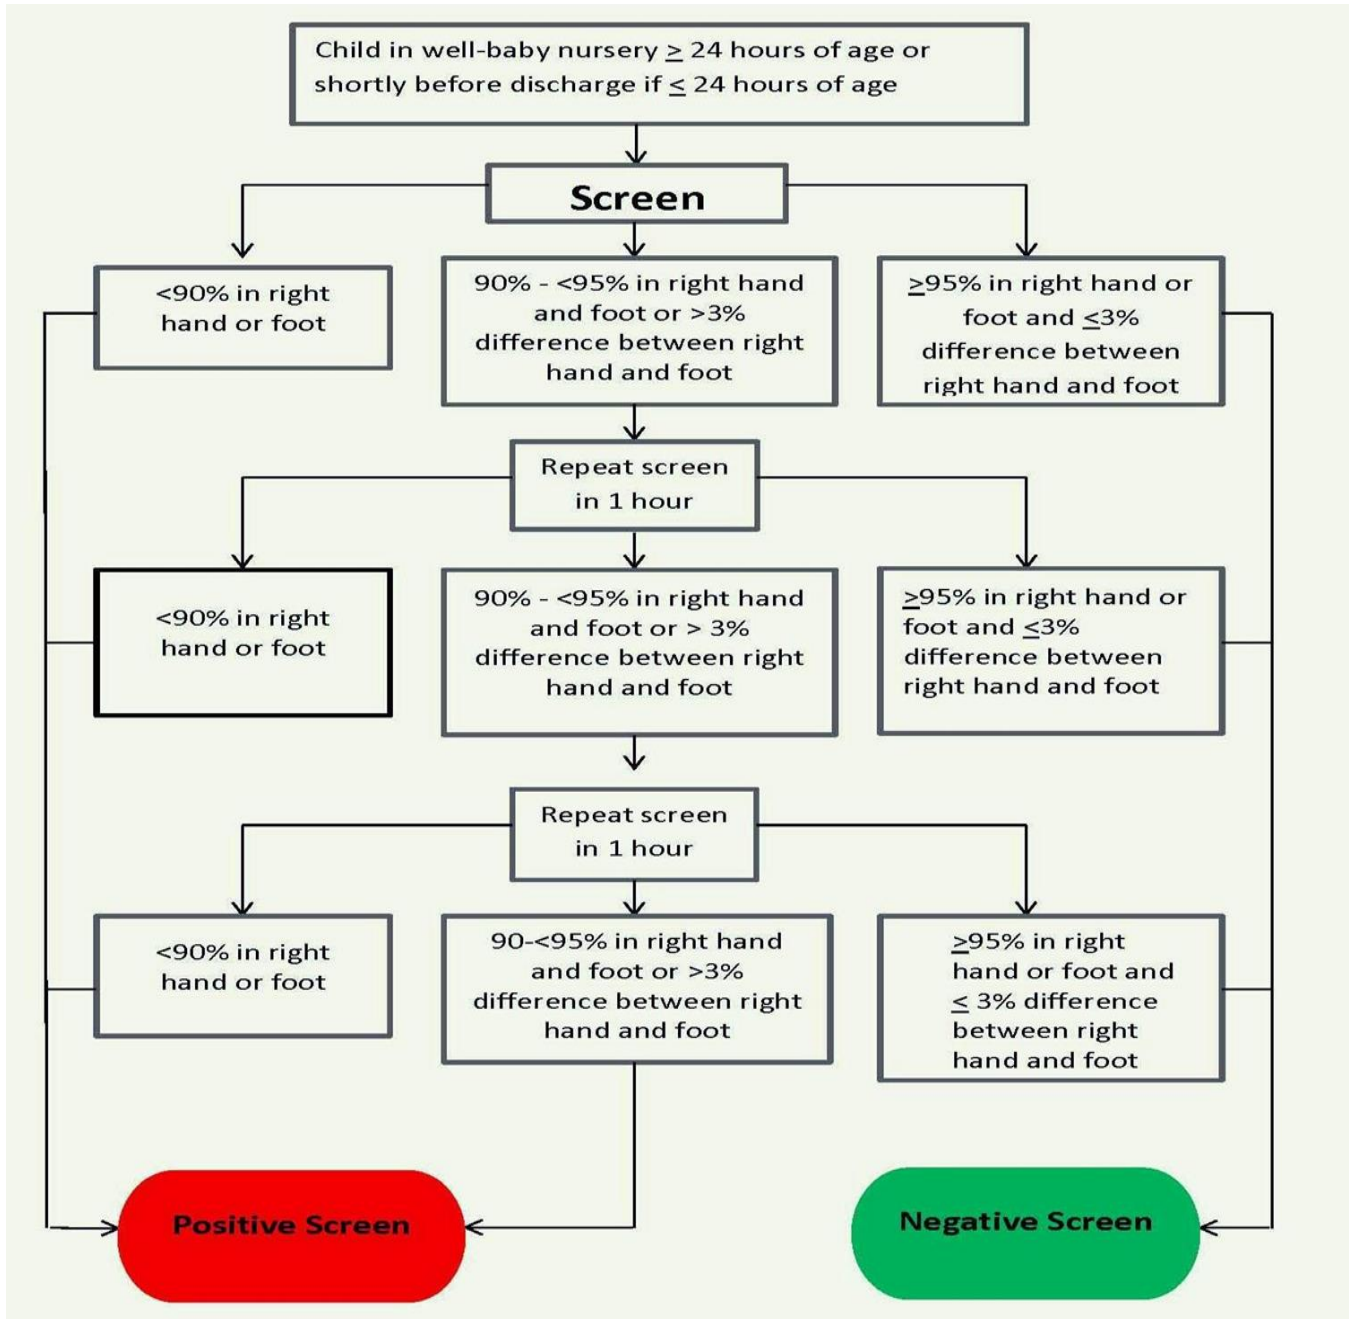 Child in well-baby nursery ≥ 24 hours of age or
shortly before discharge if ≤ 24 hours of age
Screen
<90% in right
hand or foot
90% - <95% in right hand
and foot or >3%
difference between right
hand and foot
≥95% in right hand or
foot and ≤3%
difference between
right hand and foot
Repeat screen
in 1 hour
<90% in right
hand or foot
90% - <95% in right hand
and foot or > 3%
difference between right
hand and foot
≥95% in right hand or
foot and ≤3%
difference between
right hand and foot
Repeat screen
in 1 hour
<90% in right
hand or foot
90-<95% in right hand
and foot or >3%
difference between right
hand and foot
≥95% in right
hand or foot and
≤ 3% difference
between right
hand and foot
Positive Screen
Negative Screen